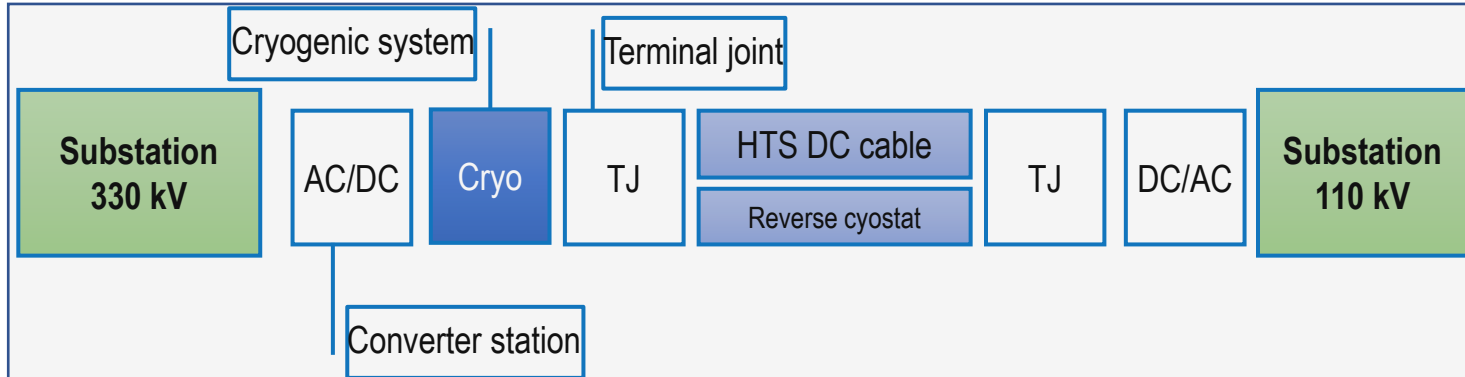 Cryogenic system
Terminal joint
Substation
330 kV
AC/DC
Cryo
TJ
HTS DC cable
Reverse cyostat
TJ
DC/AC
Substation
110 kV
Converter station